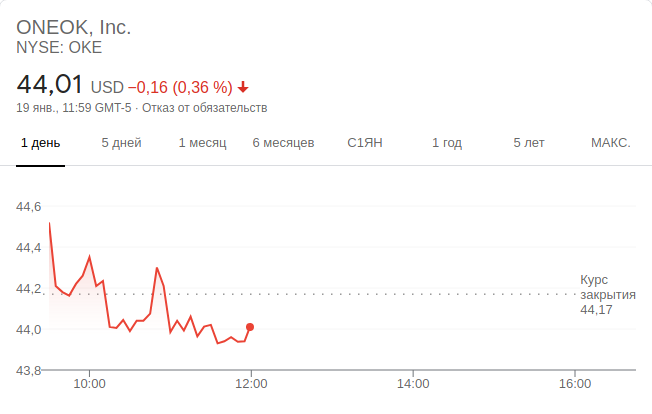 ONEOK, Inc.
NYSE: OKE
44,01 USD −0,16 (0,36 %)
19 янв., 11:59 GMT-5 · Отказ от обязательств
1 день 5 дней 1 месяц 6 месяцев С1ЯН 1 год 5 лет МАКС.
44,6
44,4
44,2
44,0
43,8
Курс
закрытия
44,17
10:00 12:00 14:00 16:00